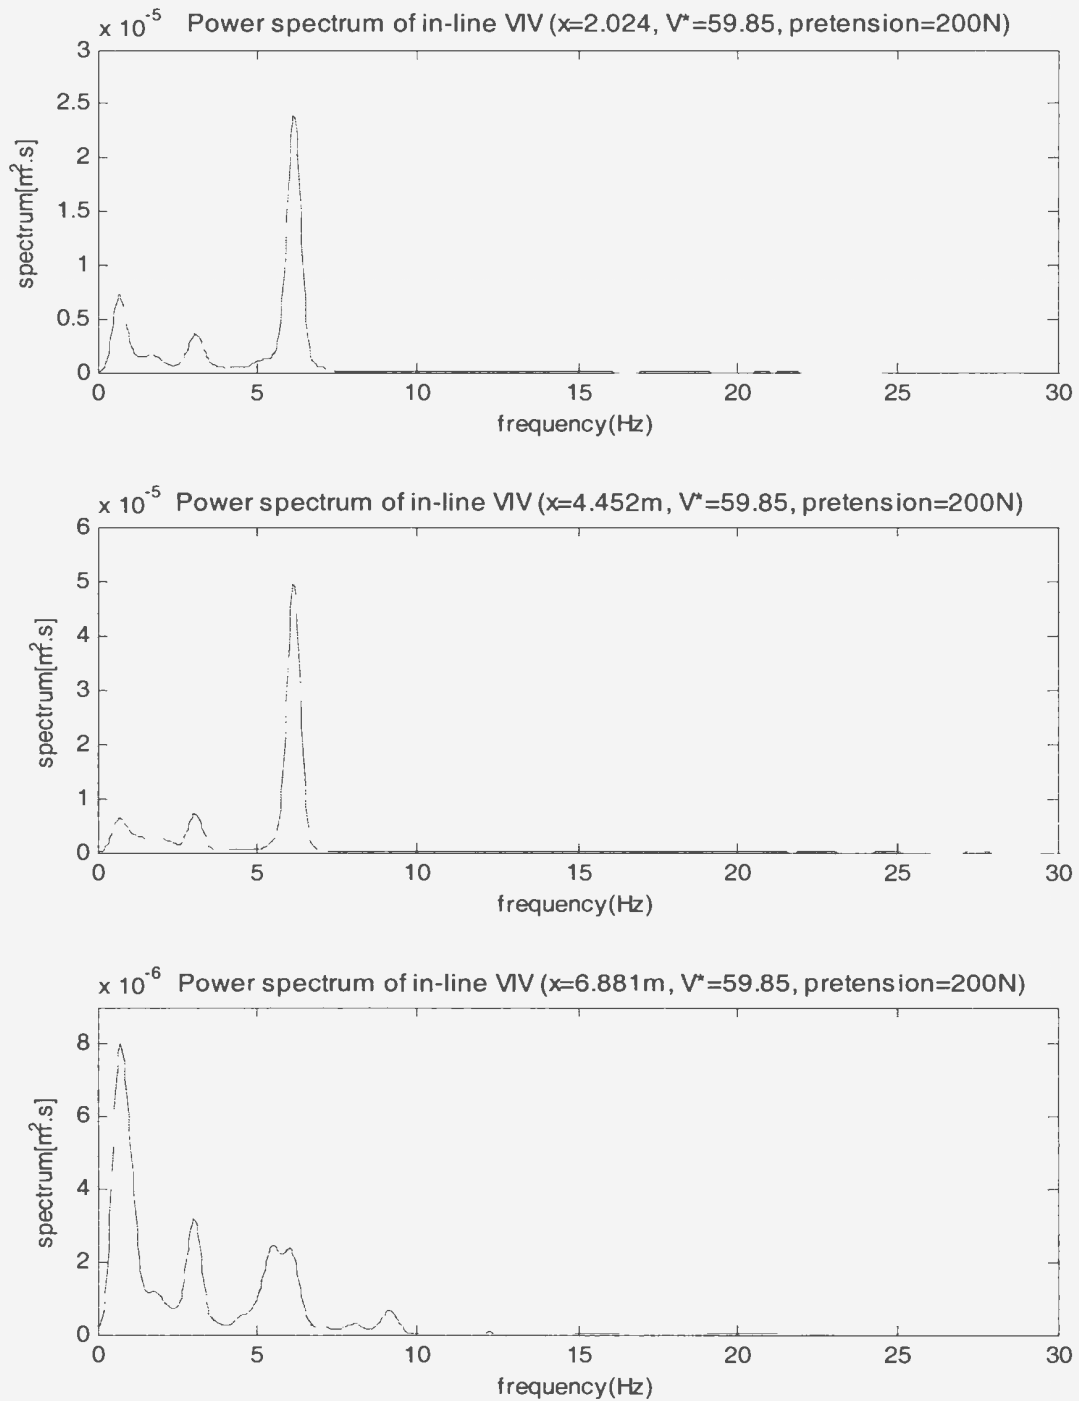 x 10-5 Power spectrum of in-line VIV (x=2.024, V*=59.85, pretension=200N)
3
2.5
2
1.5
1
0.5
0
spectrum[m2.s]
0 5 10 15 20 25 30
frequency(Hz)
x 10-5 Power spectrum of in-line VIV (x=4.452m, V*=59.85, pretension=200N)
6
5
4
3
2
1
0
spectrum[m2.s]
0 5 10 15 20 25 30
frequency(Hz)
x 10-6 Power spectrum of in-line VIV (x=6.881m, V*=59.85, pretension=200N)
8
6
4
2
0
spectrum[m2.s]
0 5 10 15 20 25 30
frequency(Hz)